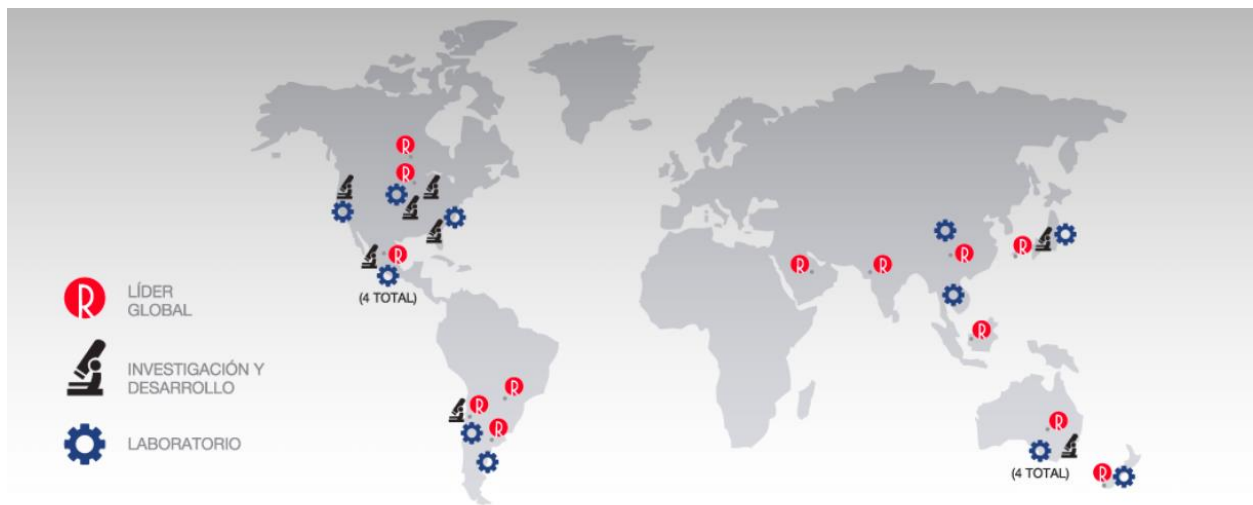 (4 TOTAL)
LÍDER
GLOBAL
INVESTIGACIÓN Y
DESARROLLO
LABORATORIO
(4 TOTAL)